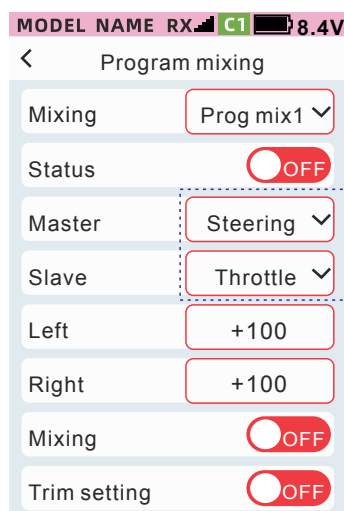 MODEL NAME RX C1 8.4V
Program mixing
Mixing Prog mix1
Status OFF
Master Steering
Slave Throttle
Left +100
Right +100
Mixing OFF
Trim setting OFF